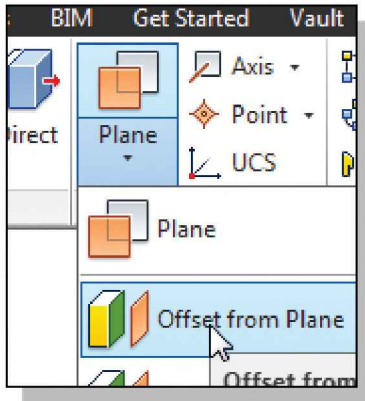 BIM Get Started Vault
Axis
Point
Direct Plane UCS
Plane
Offset from Plane
Offset from